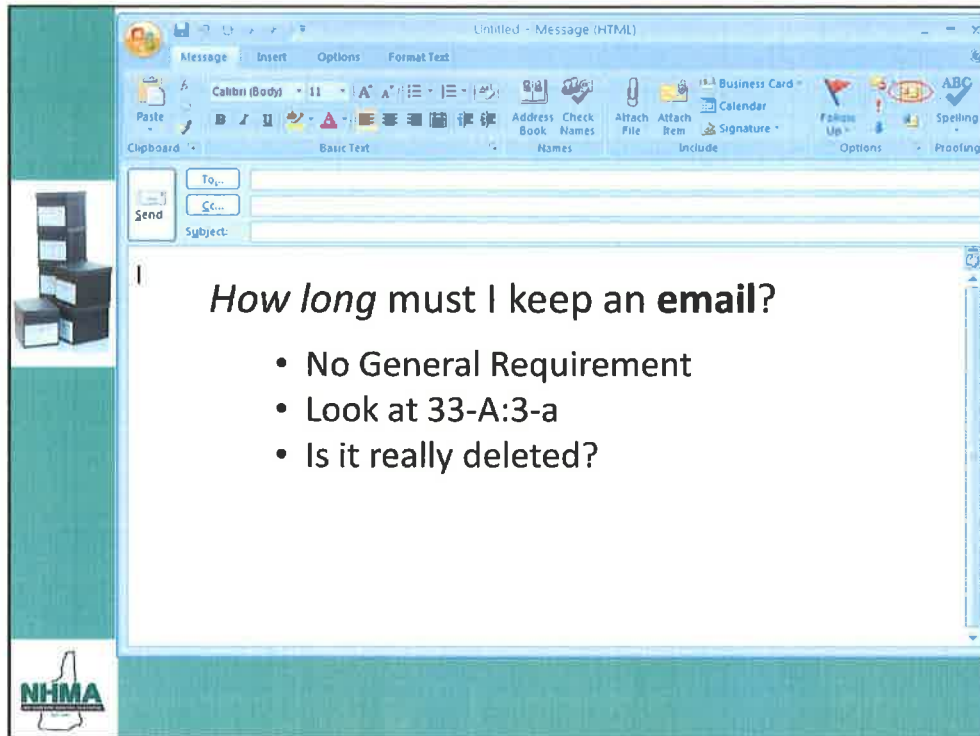 Untitled - Message (HTML)
Message Insert Options Format Text
Calibri (Body) 11
Business Card
Calendar
Signature
Paste
B I U
Address Book
Check Names
Attach File
Attach Item
Follow Up
ABC
Spelling
Clipboard Basic Text Names Include Options Proofing
To...
Cc...
Send
Subject:
How long must I keep an email?
• No General Requirement
• Look at 33-A:3-a
• Is it really deleted?
NHMA